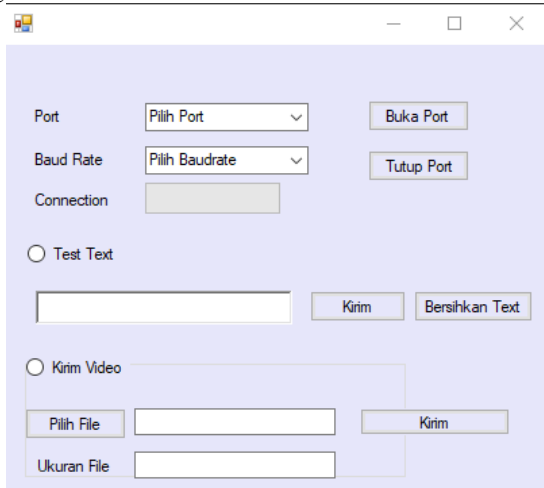 Port Pilih Port Buka Port
Baud Rate Pilih Baudrate Tutup Port
Connection
Test Text
Kirim Bersihkan Text
Kirim Video
Pilih File Kirim
Ukuran File